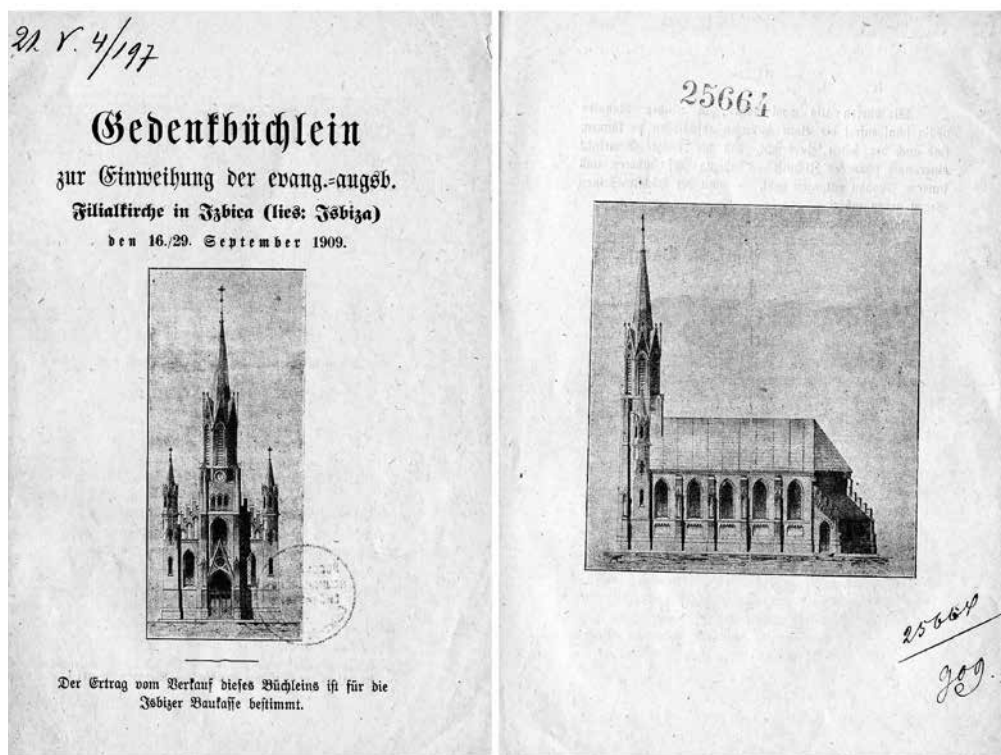 21 V. 4/197
Gedenkbüchlein
zur Einweihung der evang.=augsb.
Filialkirche in Izbica (lies: Isbiza)
den 16./29. September 1909.
Der Ertrag vom Verkauf dieses Büchleins ist für die
Isbizer Baukasse bestimmt.
25664
25664
909.